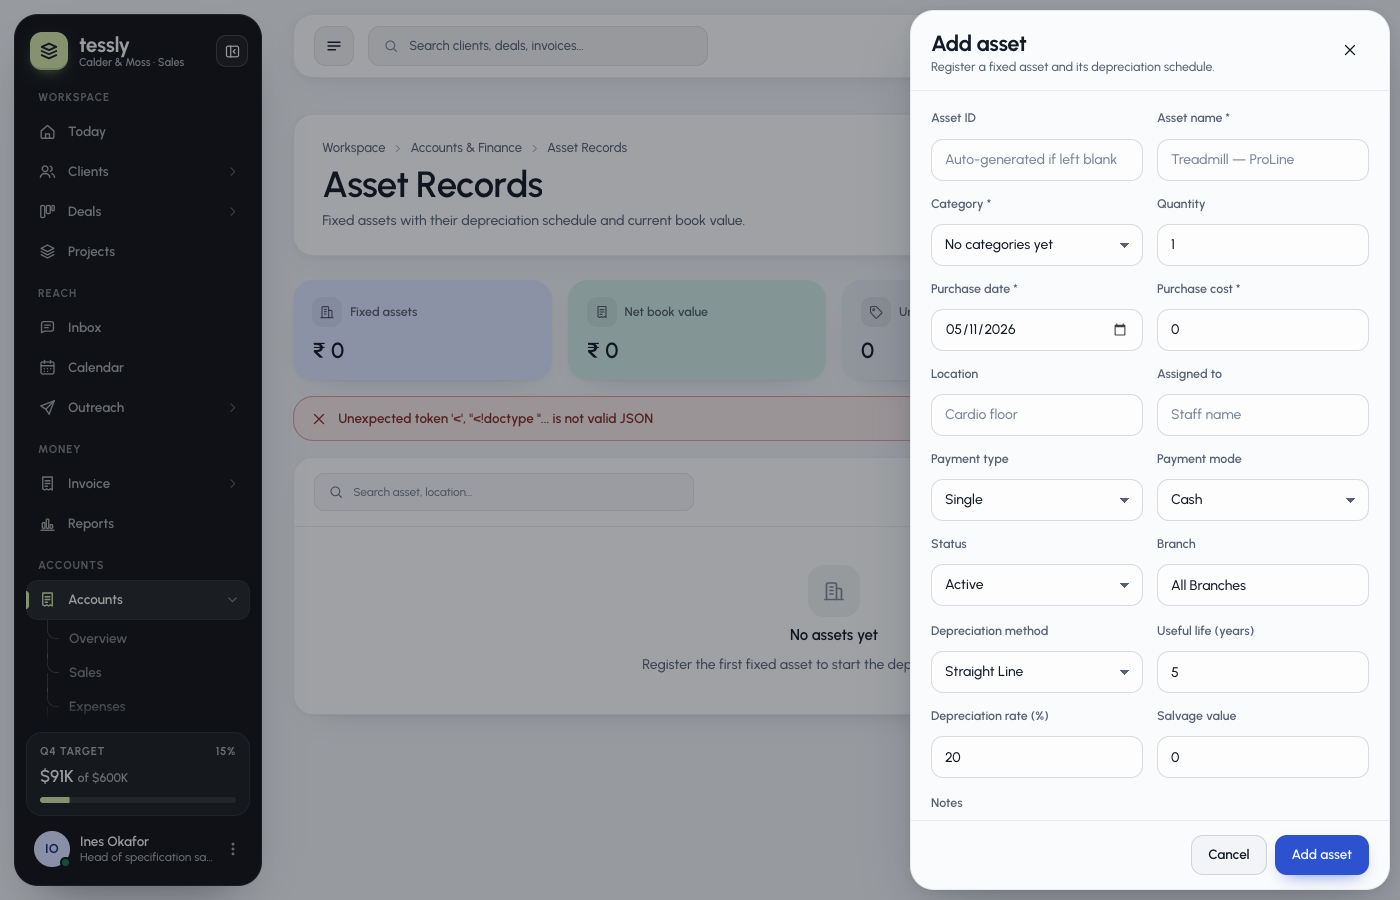 tessly
Calder & Moss · Sales
WORKSPACE
Today
Clients
Deals
Projects
REACH
Inbox
Calendar
Outreach
MONEY
Invoice
Reports
ACCOUNTS
Accounts
Overview
Sales
Expenses
Q4 TARGET 15%
$91K of $600K
IO
Ines Okafor
Head of specification sa...
Search clients, deals, invoices...
Workspace > Accounts & Finance > Asset Records
Asset Records
Fixed assets with their depreciation schedule and current book value.
Fixed assets
₹ 0
Net book value
₹ 0
0
Unexpected token '<', "<!doctype "... is not valid JSON
Search asset, location...
No assets yet
Register the first fixed asset to start the
Add asset
Register a fixed asset and its depreciation schedule.
Asset ID
Auto-generated if left blank
Asset name *
Treadmill — ProLine
Category *
No categories yet
Quantity
1
Purchase date *
05/11/2026
Purchase cost *
0
Location
Cardio floor
Assigned to
Staff name
Payment type
Single
Payment mode
Cash
Status
Active
Branch
All Branches
Depreciation method
Straight Line
Useful life (years)
5
Depreciation rate (%)
20
Salvage value
0
Notes
Cancel
Add asset